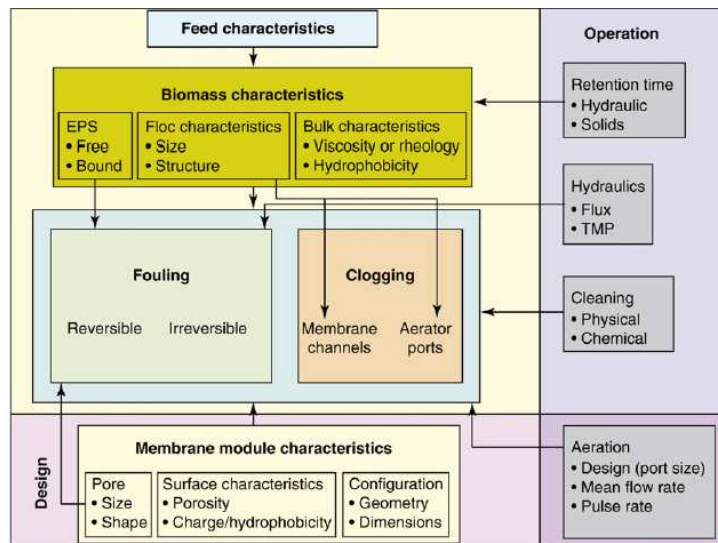 Feed characteristics
Operation
Biomass characteristics
EPS
• Free
• Bound
Floc characteristics
• Size
• Structure
Bulk characteristics
• Viscosity or rheology
• Hydrophobicity
Retention time
• Hydraulic
• Solids
Hydraulics
• Flux
• TMP
Fouling
Reversible
Irreversible
Clogging
Membrane
channels
Aerator
ports
Cleaning
• Physical
• Chemical
Design
Membrane module characteristics
Pore
• Size
• Shape
Surface characteristics
• Porosity
• Charge/hydrophobicity
Configuration
• Geometry
• Dimensions
Aeration
• Design (port size)
• Mean flow rate
• Pulse rate